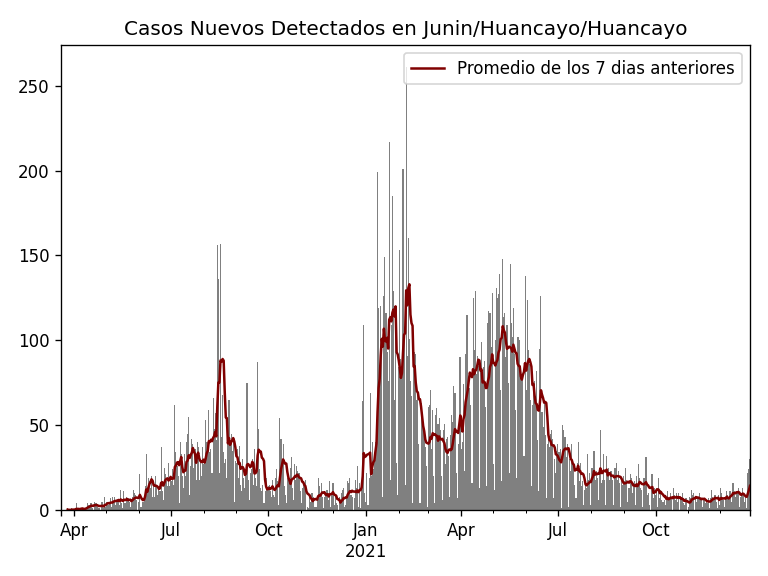 Casos Nuevos Detectados en Junin/Huancayo/Huancayo
Promedio de los 7 dias anteriores
250
200
150
100
50
0
Apr Jul Oct Jan Apr Jul Oct
2021